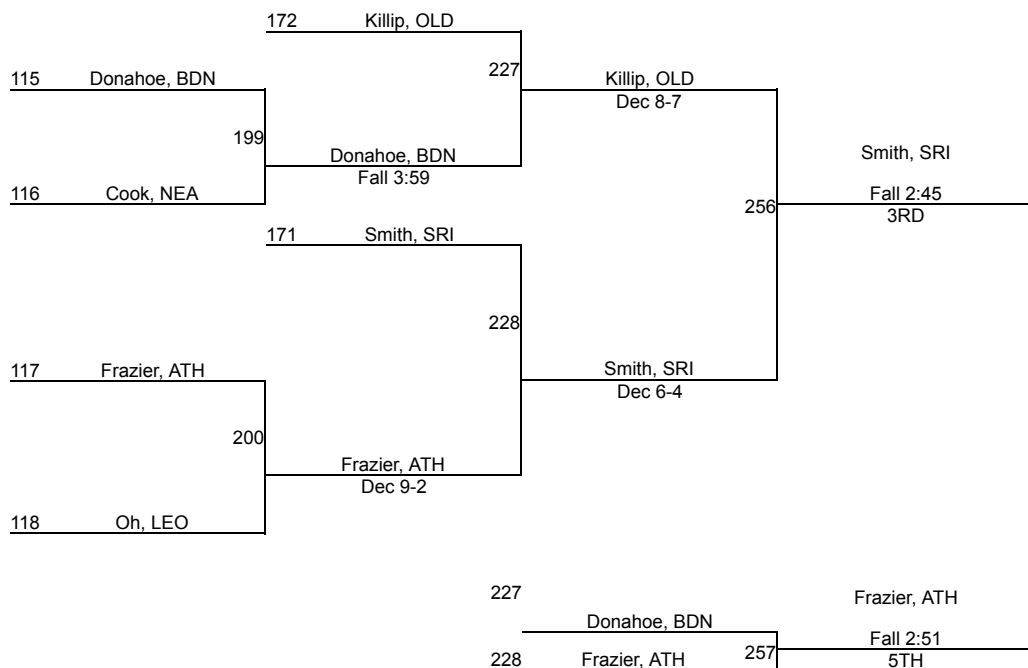 172 Killip, OLD
227
115 Donahoe, BDN
Killip, OLD
Dec 8-7
199
Donahoe, BDN
Fall 3:59
Smith, SRI
116 Cook, NEA
256
Fall 2:45
3RD
171 Smith, SRI
228
117 Frazier, ATH
Smith, SRI
Dec 6-4
200
Frazier, ATH
Dec 9-2
118 Oh, LEO
227
Frazier, ATH
Donahoe, BDN
Fall 2:51
228 Frazier, ATH
257
5TH